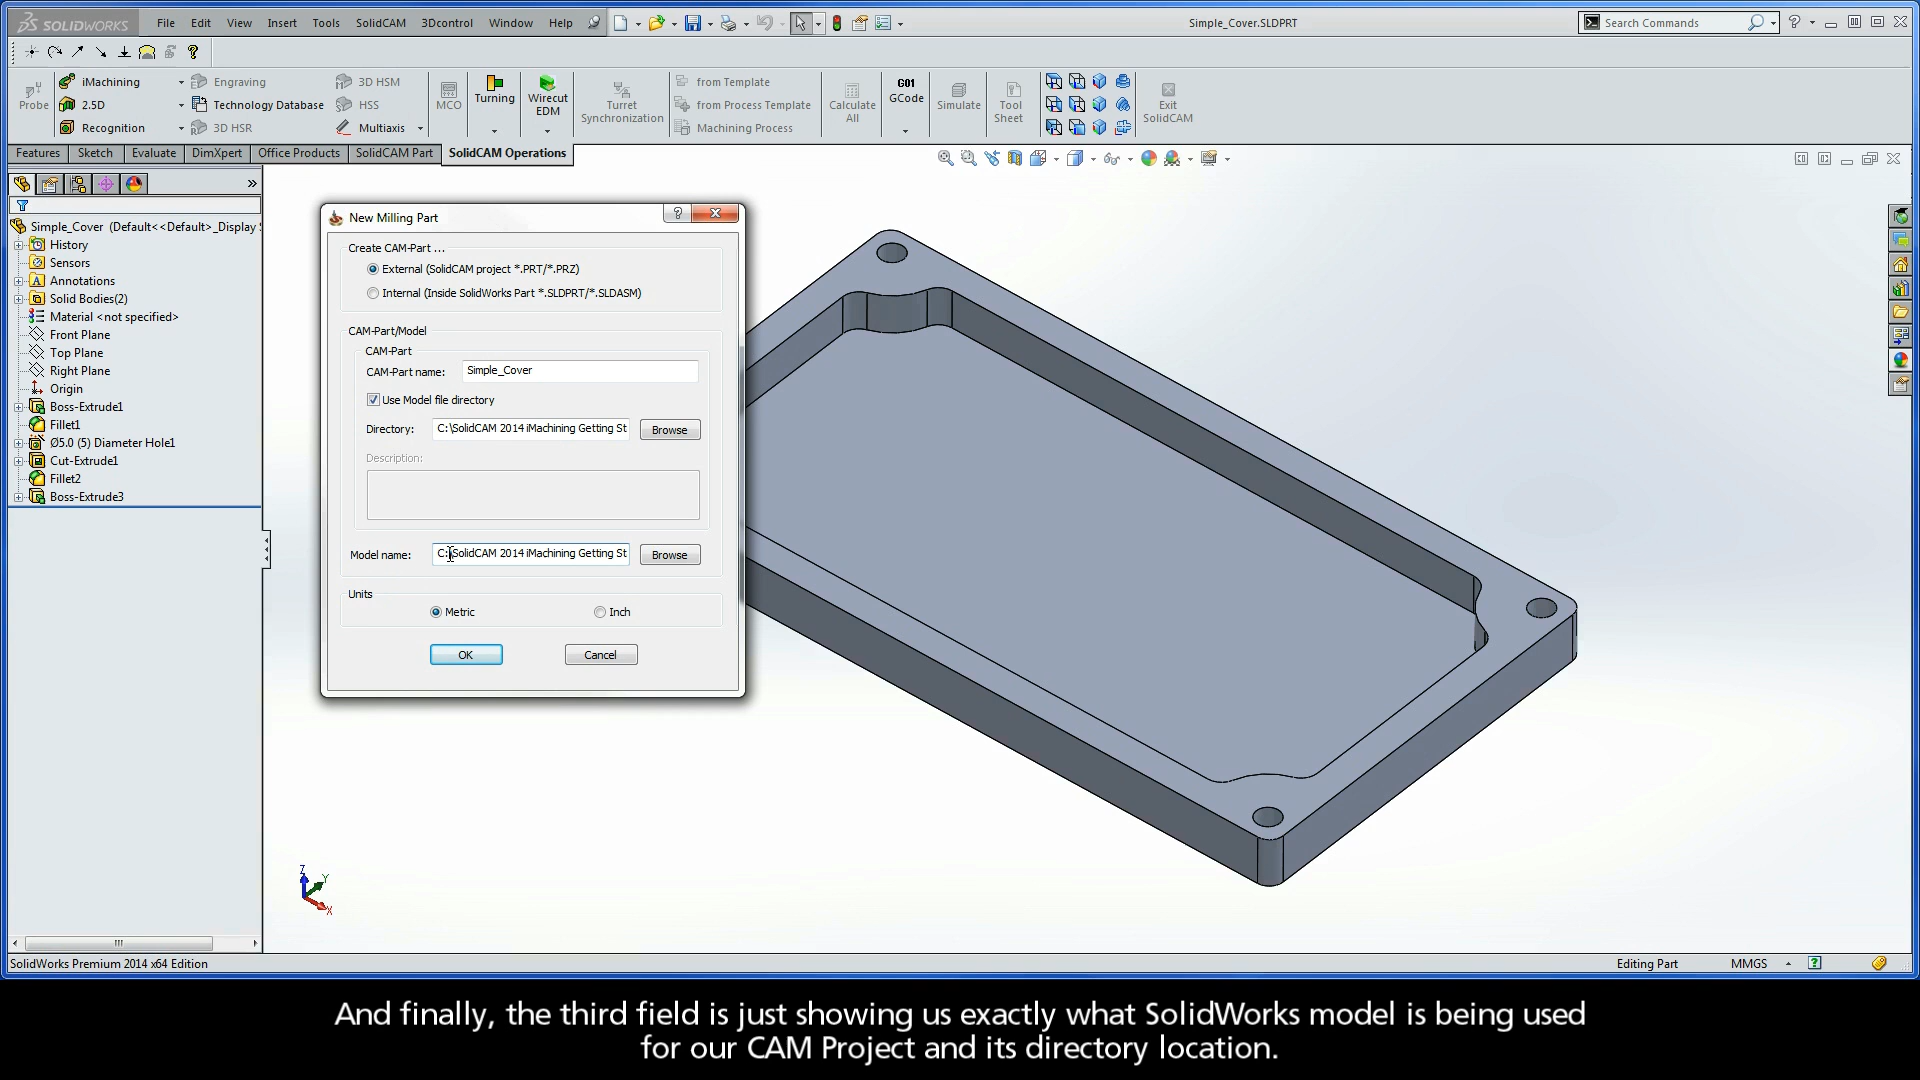 SOLIDWORKS File Edit View Insert Tools SolidCAM 3Dcontrol Window Help Simple_Cover.SLDPRT Search Commands
Probe
iMachining
2.5D
Recognition
Engraving
Technology Database
3D HSR
3D HSM
HSS
Multiaxis
MCO
Turning
Wirecut
EDM
Turret
Synchronization
from Template
from Process Template
Machining Process
Calculate
All
G01
GCode
Simulate
Tool
Sheet
Exit
SolidCAM
Features Sketch Evaluate DimXpert Office Products SolidCAM Part SolidCAM Operations
Simple_Cover (Default<<Default>_Display
History
Sensors
Annotations
Solid Bodies(2)
Material <not specified>
Front Plane
Top Plane
Right Plane
Origin
Boss-Extrude1
Fillet1
Ø5.0 (5) Diameter Hole1
Cut-Extrude1
Fillet2
Boss-Extrude3
New Milling Part
Create CAM-Part ...
External (SolidCAM project *.PRT/*.PRZ)
Internal (Inside SolidWorks Part *.SLDPRT/*.SLDASM)
CAM-Part/Model
CAM-Part
CAM-Part name: Simple_Cover
Use Model file directory
Directory: C:\SolidCAM 2014 iMachining Getting St Browse
Description:
Model name: C:\SolidCAM 2014 iMachining Getting St Browse
Units
Metric Inch
OK Cancel
Z
Y
X
SolidWorks Premium 2014 x64 Edition Editing Part MMGS
And finally, the third field is just showing us exactly what SolidWorks model is being used
for our CAM Project and its directory location.